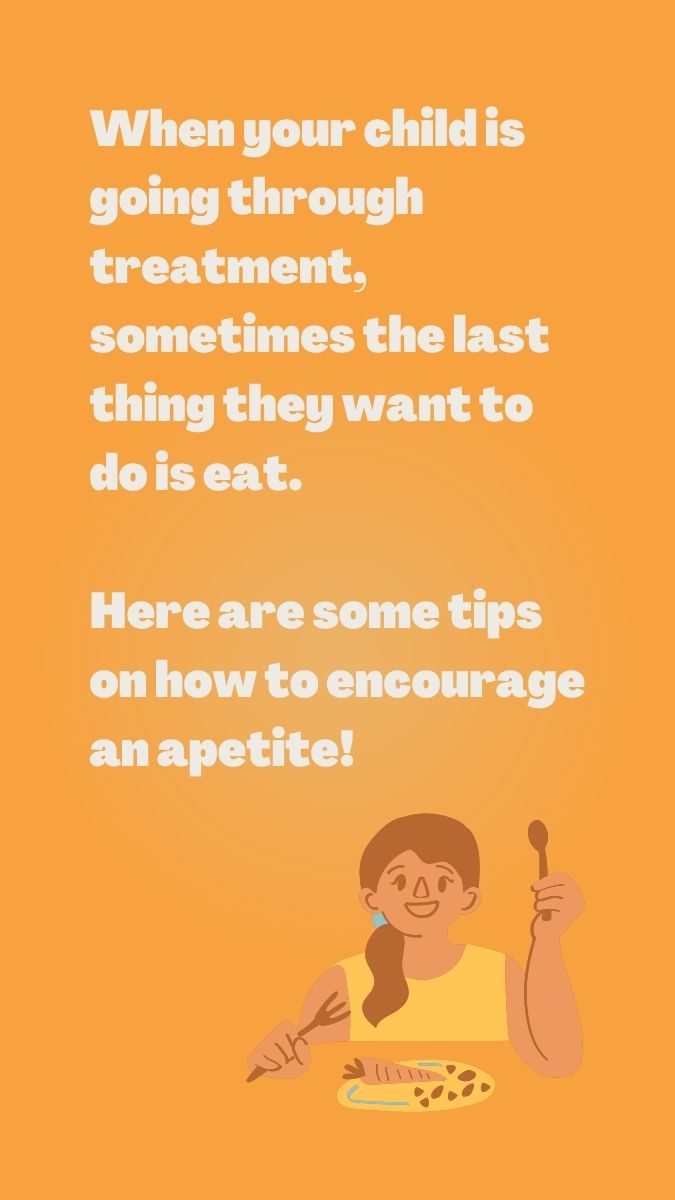 When your child is
going through
treatment,
sometimes the last
thing they want to
do is eat.
Here are some tips
on how to encourage
an apetite!